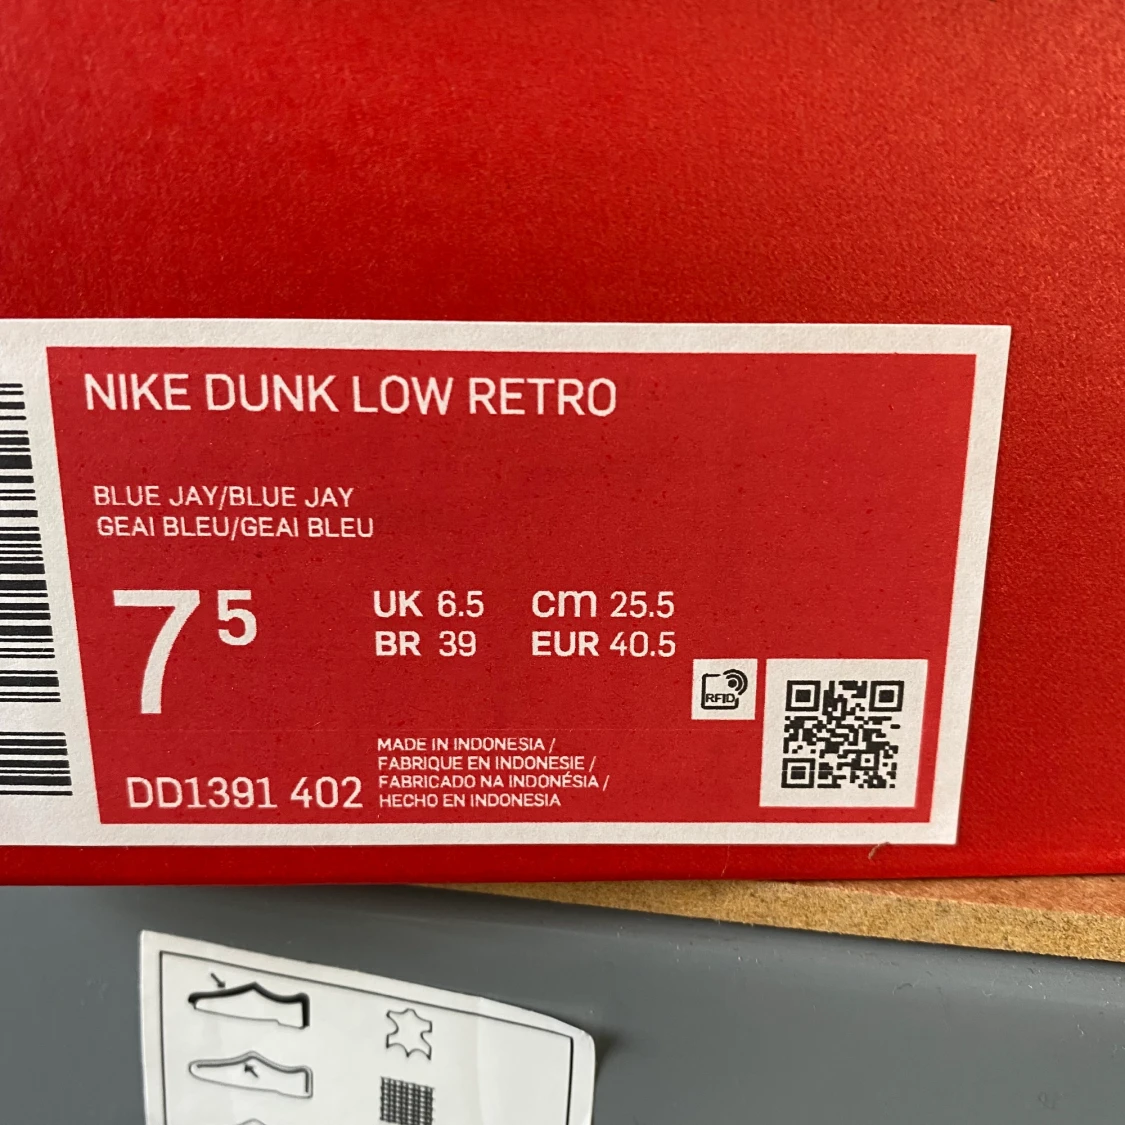 NIKE DUNK LOW RETRO
BLUE JAY/BLUE JAY
GEAI BLEU/GEAI BLEU
7 5
UK 6.5 cm 25.5
BR 39 EUR 40.5
RFID
DD1391 402
MADE IN INDONESIA /
FABRIQUE EN INDONESIE /
FABRICADO NA INDONÉSIA /
HECHO EN INDONESIA